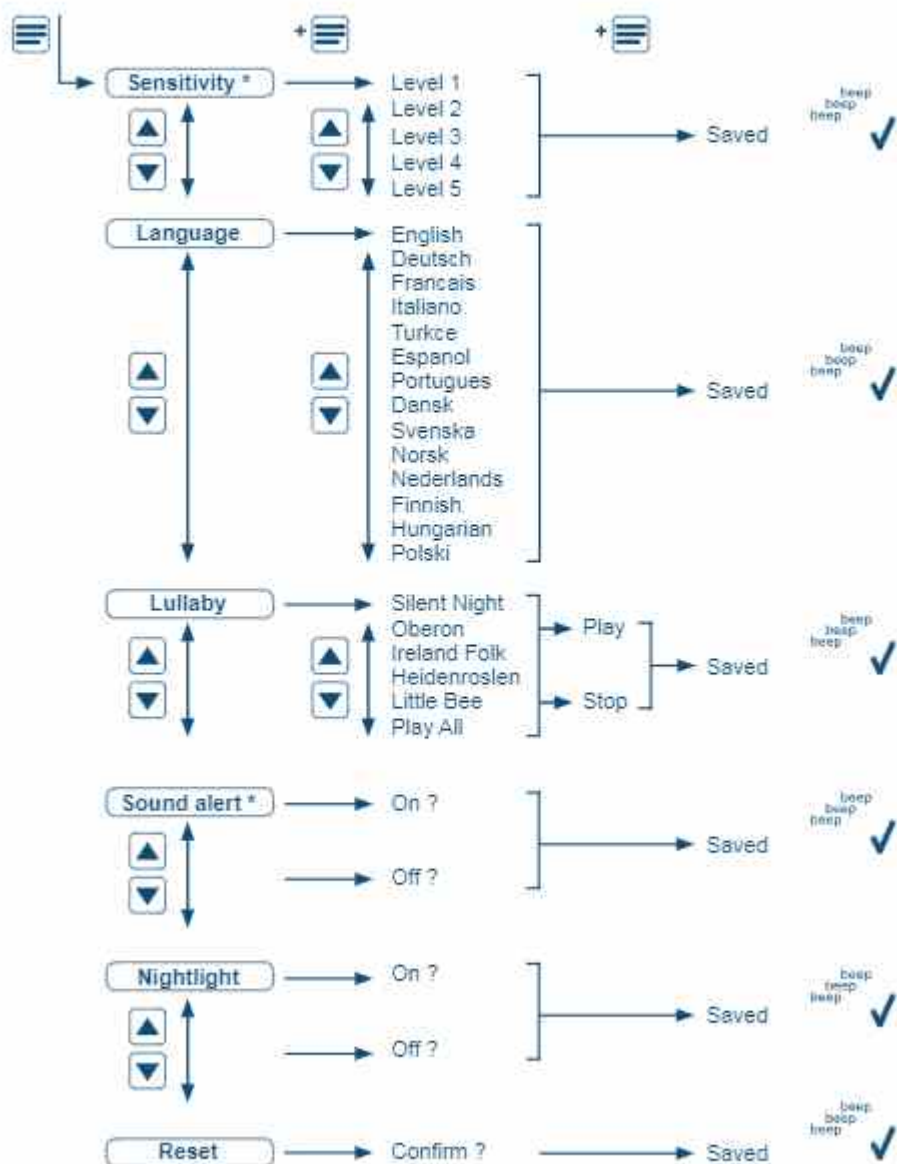 +
+
Sensitivity *
Level 1
Level 2
Level 3
Level 4
Level 5
Saved
beep
beep
beep
Language
English
Deutsch
Francais
Italiano
Turkce
Espanol
Portugues
Dansk
Svenska
Norsk
Nederlands
Finnish
Hungarian
Polski
Saved
beep
beep
beep
Lullaby
Silent Night
Oberon
Ireland Folk
Heidenroslen
Little Bee
Play All
Play
Stop
Saved
beep
beep
beep
Sound alert *
On ?
Off ?
Saved
beep
beep
beep
Nightlight
On ?
Off ?
Saved
beep
beep
beep
Reset
Confirm ?
Saved
beep
beep
beep